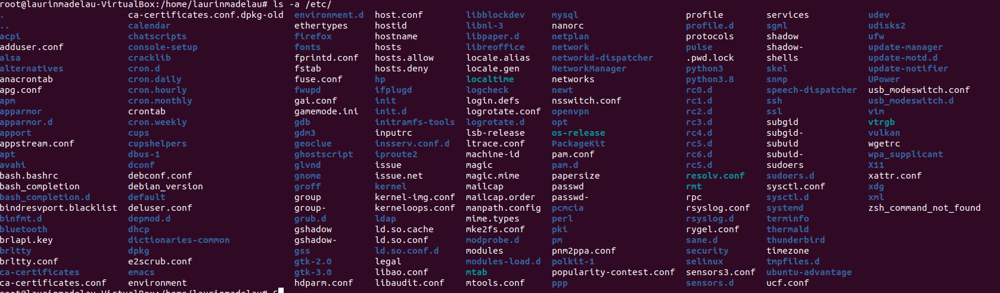 root@laurinmadelau-VirtualBox:/home/laurinmadelau# ls -a /etc/
. ca-certificates.conf.dpkg-old environment.d host.conf libblockdev mysql profile services udev
.. calendar ethertypes hostid libnl-3 nanorc profile.d sgml udisks2
acpi chatscripts firefox hostname libpaper.d netplan protocols shadow ufw
adduser.conf console-setup fonts hosts libreoffice network pulse shadow- update-manager
alsa cracklib fprintd.conf hosts.allow locale.alias networkd-dispatcher .pwd.lock shells update-motd.d
alternatives cron.d fstab hosts.deny locale.gen NetworkManager python3 skel update-notifier
anacrontab cron.daily fuse.conf hp localtime networks python3.8 snmp UPower
apg.conf cron.hourly fwupd ifplugd logcheck newt rc0.d speech-dispatcher usb_modeswitch.conf
apm cron.monthly gai.conf init login.defs nsswitch.conf rc1.d ssh usb_modeswitch.d
apparmor crontab gamemode.ini init.d logrotate.conf openvpn rc2.d ssl vim
apparmor.d cron.weekly gdb initramfs-tools logrotate.d opt rc3.d subgid vtrgb
apport cups gdm3 inputrc lsb-release os-release rc4.d subgid- vulkan
appstream.conf cupshelpers geoclue insserv.conf.d ltrace.conf PackageKit rc5.d subuid wgetrc
apt dbus-1 ghostscript iproute2 machine-id pam.conf rc6.d subuid- wpa_supplicant
avahi dconf glvnd issue magic pam.d rc5.d sudoers X11
bash.bashrc debconf.conf gnome issue.net magic.mime papersize resolv.conf sudoers.d xattr.conf
bash_completion debian_version groff kernel mailcap passwd rmt sysctl.conf xdg
bash_completion.d default group kernel-img.conf mailcap.order passwd- rpc sysctl.d xml
bindresvport.blacklist deluser.conf group- kerneloops.conf manpath.config pcmcia rsyslog.conf systemd zsh_command_not_found
binfmt.d depmod.d grub.d ldap mime.types perl rsyslog.d terminfo
bluetooth dhcp gshadow ld.so.cache mke2fs.conf pki rygel.conf thermald
brlapi.key dictionaries-common gshadow- ld.so.conf modprobe.d pm sane.d thunderbird
brltty dpkg gss ld.so.conf.d modules pnm2ppa.conf security timezone
brltty.conf e2scrub.conf gtk-2.0 legal modules-load.d polkit-1 selinux tmpfiles.d
ca-certificates emacs gtk-3.0 libao.conf mtab popularity-contest.conf sensors3.conf ubuntu-advantage
ca-certificates.conf environment hdparm.conf libaudit.conf mtools.conf ppp sensors.d ucf.conf
root@laurinmadelau-VirtualBox:/home/laurinmadelau#